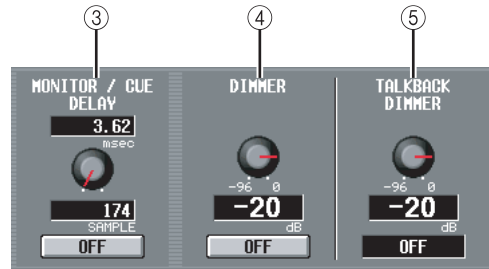 ③ ④ ⑤
MONITOR / CUE DELAY
3.62
msec
174
SAMPLE
OFF
DIMMER
-96 0
-20
dB
OFF
TALKBACK DIMMER
-96 0
-20
dB
OFF